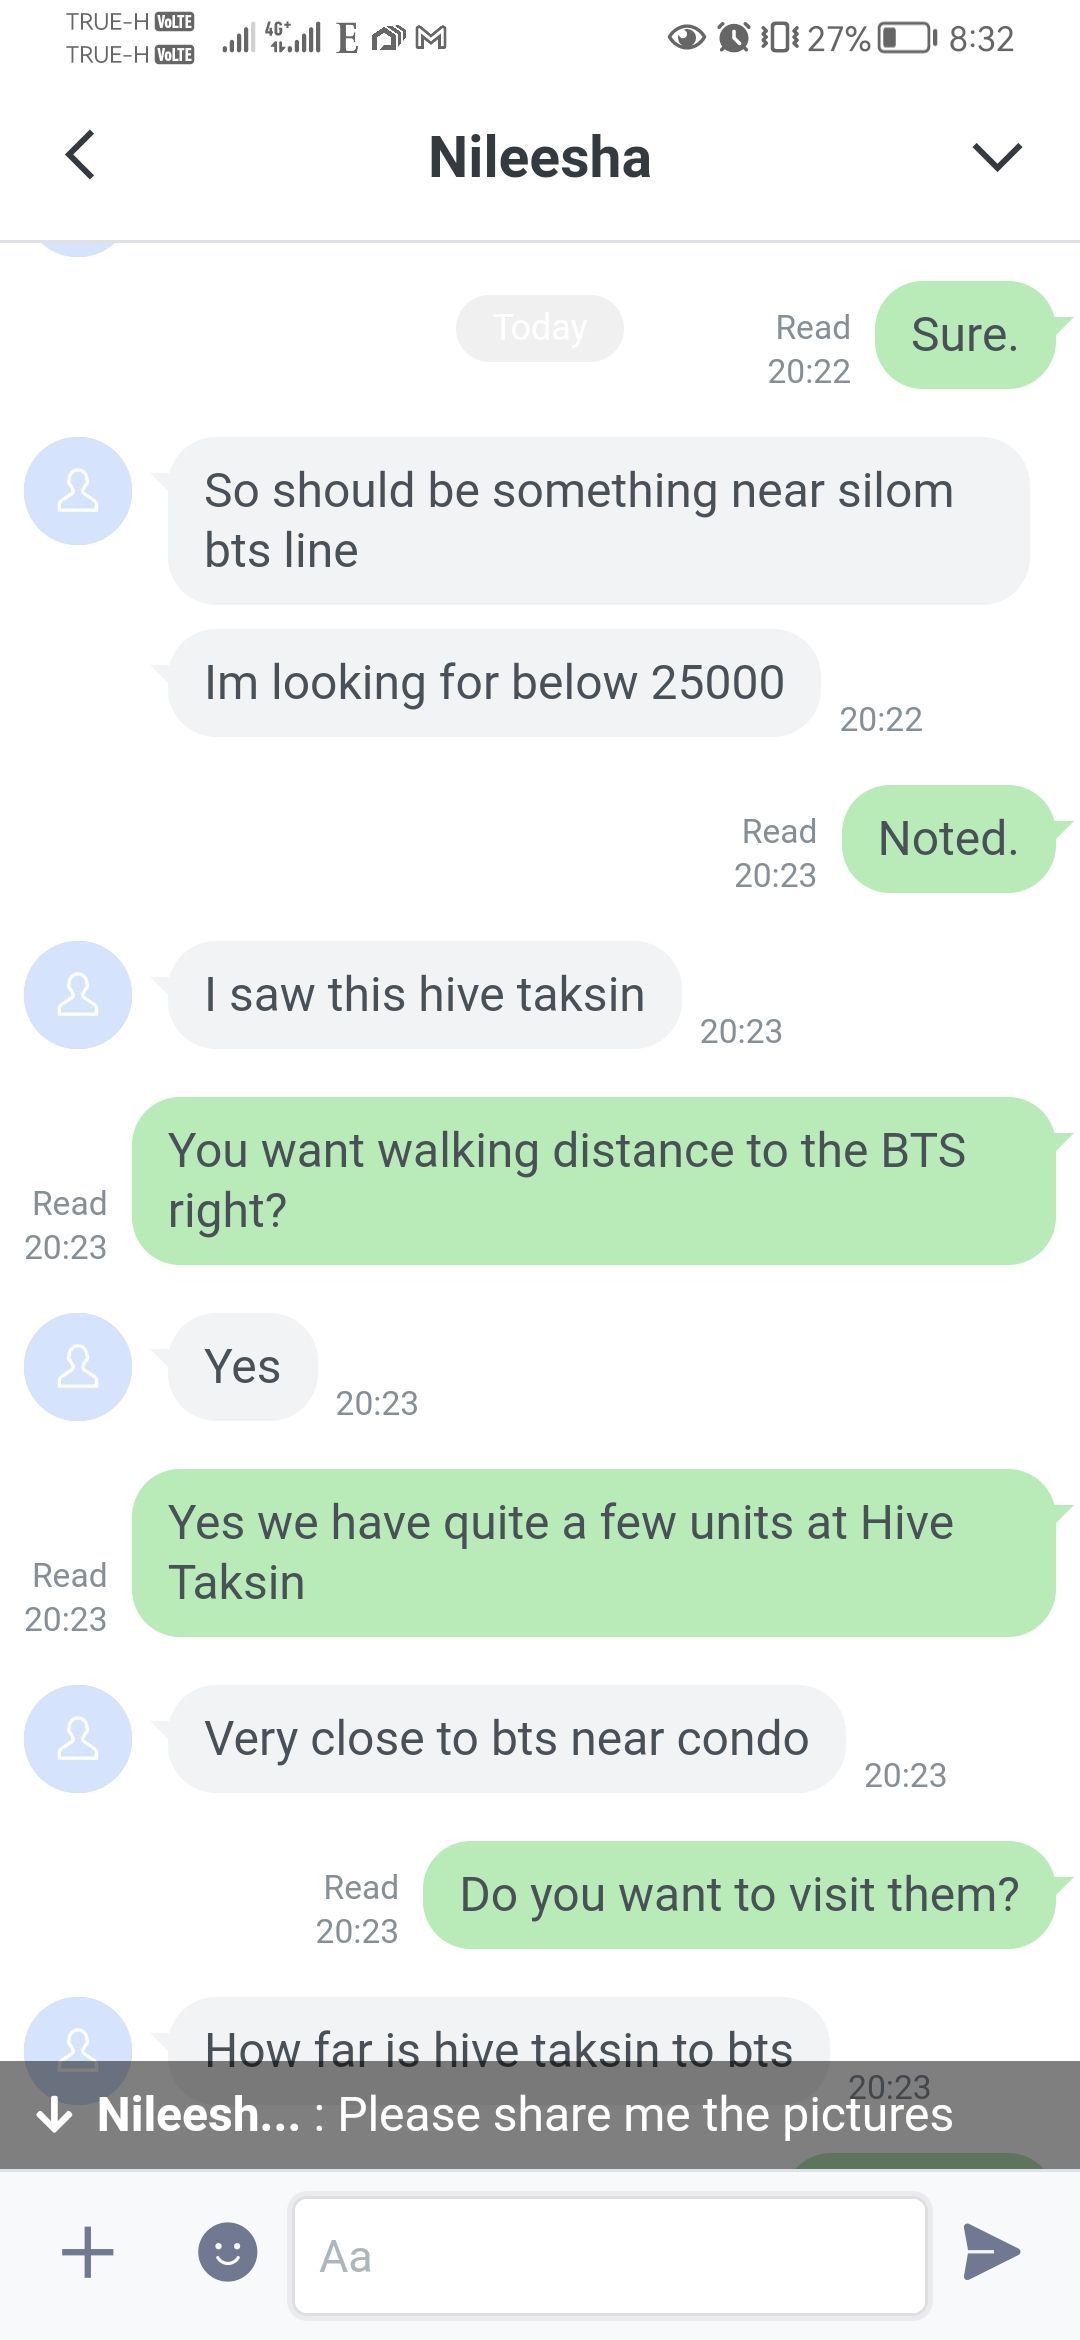 TRUE-H VoLTE
TRUE-H VoLTE
4G+
27%
8:32
Nileesha
Today
Read
20:22
Sure.
So should be something near silom
bts line
Im looking for below 25000
20:22
Read
20:23
Noted.
I saw this hive taksin
20:23
You want walking distance to the BTS
right?
Read
20:23
Yes
20:23
Yes we have quite a few units at Hive
Taksin
Read
20:23
Very close to bts near condo
20:23
Read
20:23
Do you want to visit them?
How far is hive taksin to bts
20:23
Nileesh... : Please share me the pictures
Aa